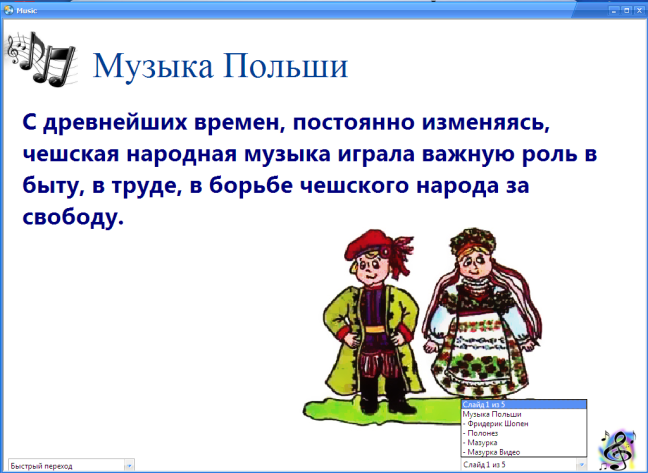 Music
Музыка Польши
С древнейших времен, постоянно изменяясь,
чешская народная музыка играла важную роль в
быту, в труде, в борьбе чешского народа за
свободу.
Слайд 1 из 5
Музыка Польши
- Фридерик Шопен
- Полонез
- Мазурка
- Мазурка Видео
Быстрый переход
Слайд 1 из 5